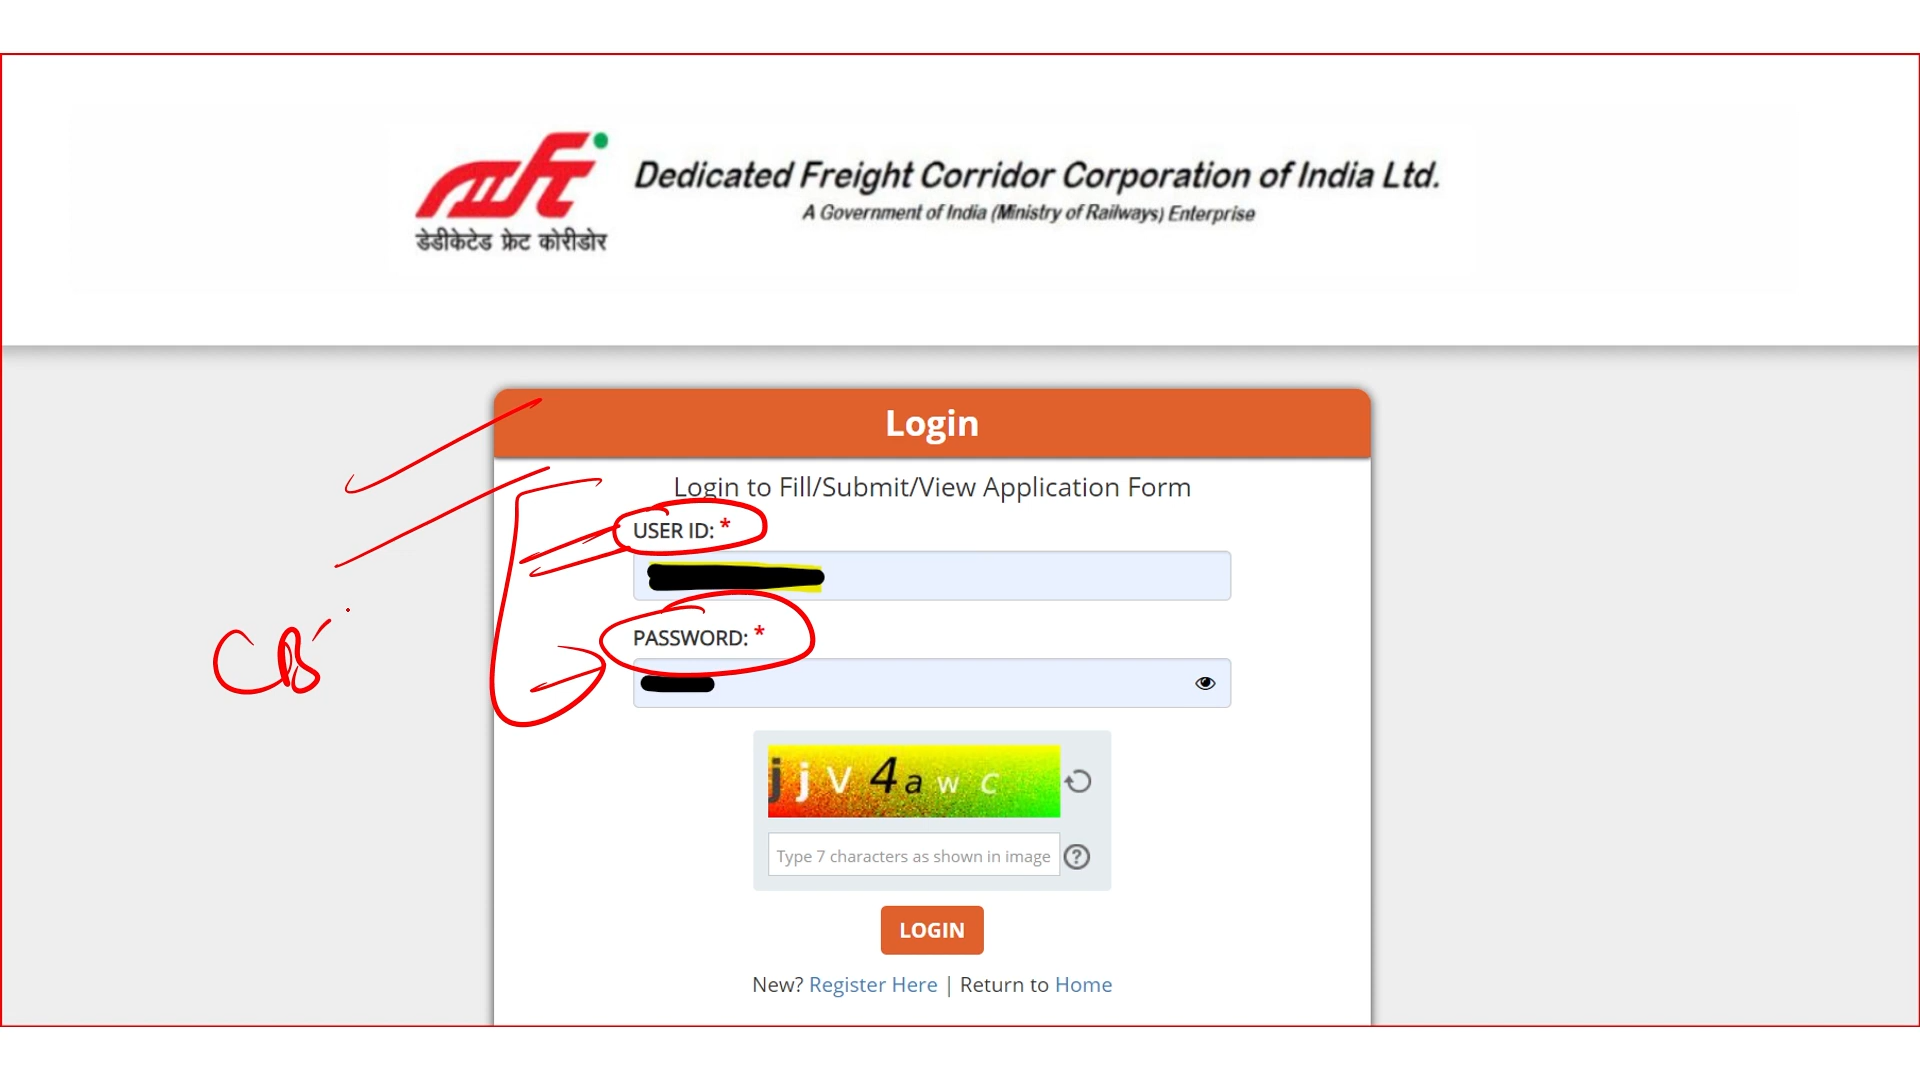 Dedicated Freight Corridor Corporation of India Ltd.
A Government of India (Ministry of Railways) Enterprise
डेडीकेटेड फ्रेट कोरीडोर
Login
Login to Fill/Submit/View Application Form
USER ID: *
PASSWORD: *
j j V 4 a w c
Type 7 characters as shown in image
LOGIN
New? Register Here | Return to Home